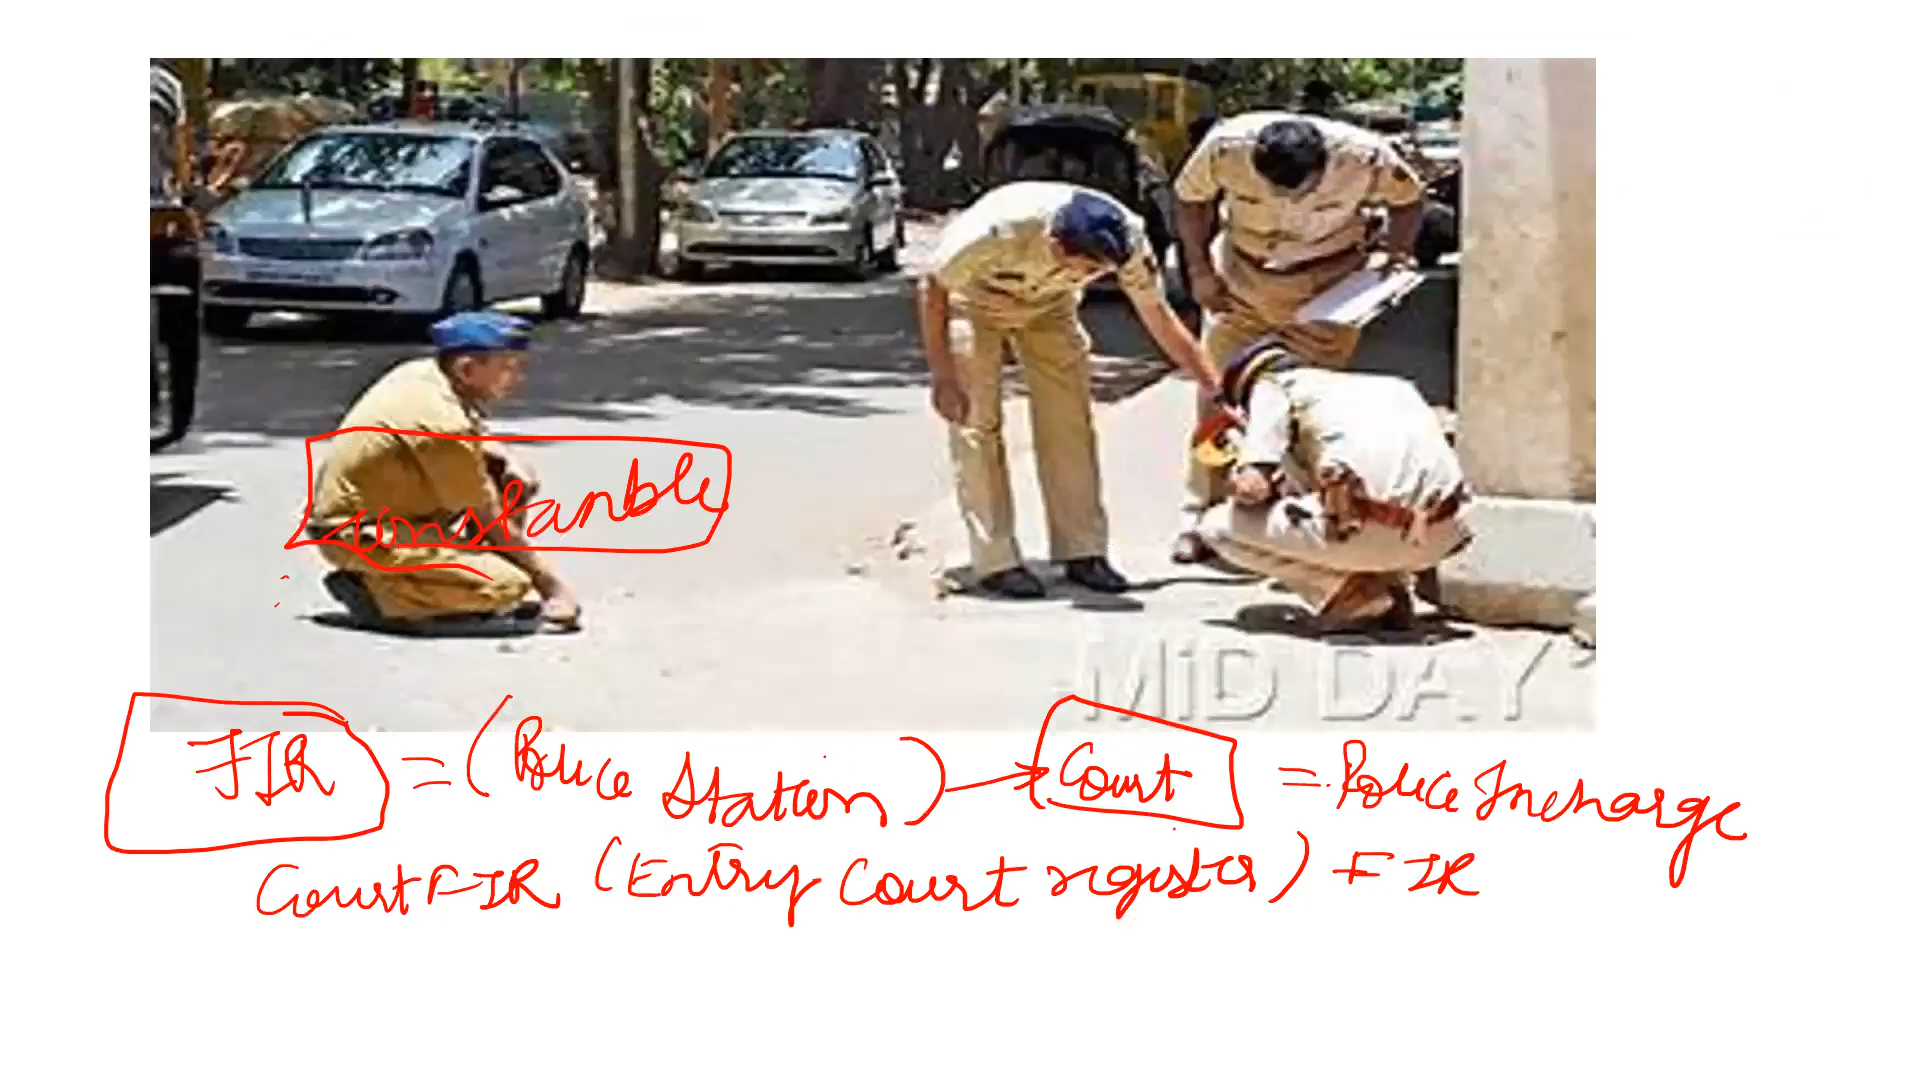 constanble
MiD DAY
FIR = (Police Station) → Court = Police Incharge
Court FIR (Entry Court register) FIR